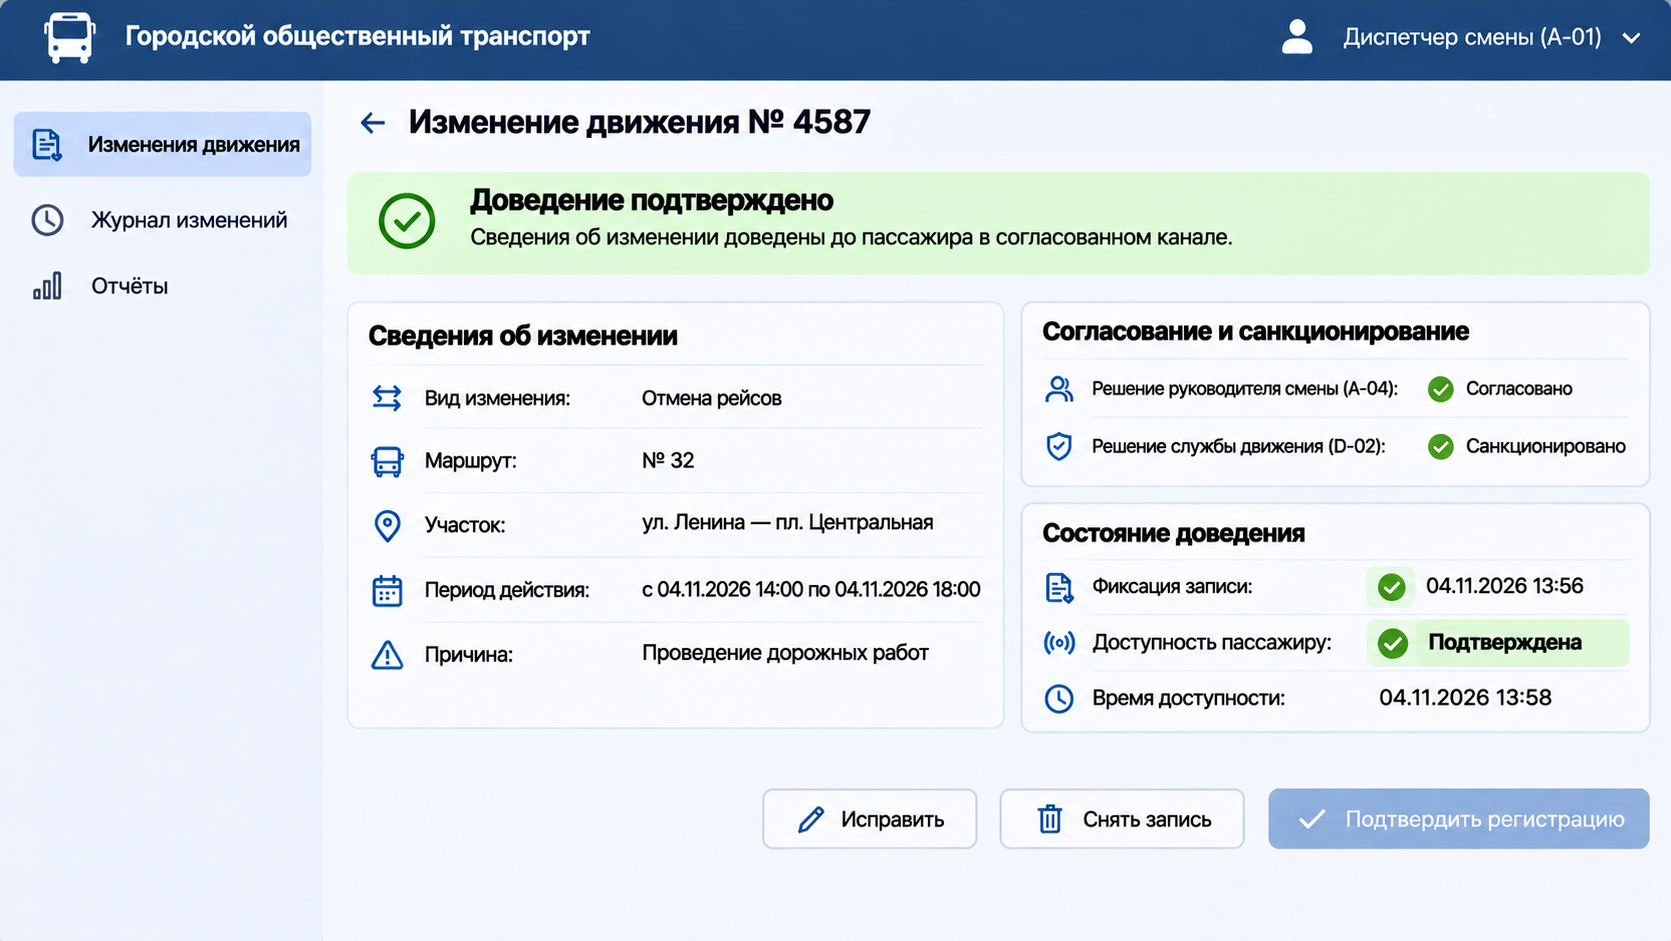 Городской общественный транспорт
Диспетчер смены (А-01)
Изменения движения
Журнал изменений
Отчёты
Изменение движения № 4587
Доведение подтверждено
Сведения об изменении доведены до пассажира в согласованном канале.
Сведения об изменении
Вид изменения: Отмена рейсов
Маршрут: № 32
Участок: ул. Ленина — пл. Центральная
Период действия: с 04.11.2026 14:00 по 04.11.2026 18:00
Причина: Проведение дорожных работ
Согласование и санкционирование
Решение руководителя смены (А-04): Согласовано
Решение службы движения (D-02): Санкционировано
Состояние доведения
Фиксация записи: 04.11.2026 13:56
Доступность пассажиру: Подтверждена
Время доступности: 04.11.2026 13:58
Исправить
Снять запись
Подтвердить регистрацию